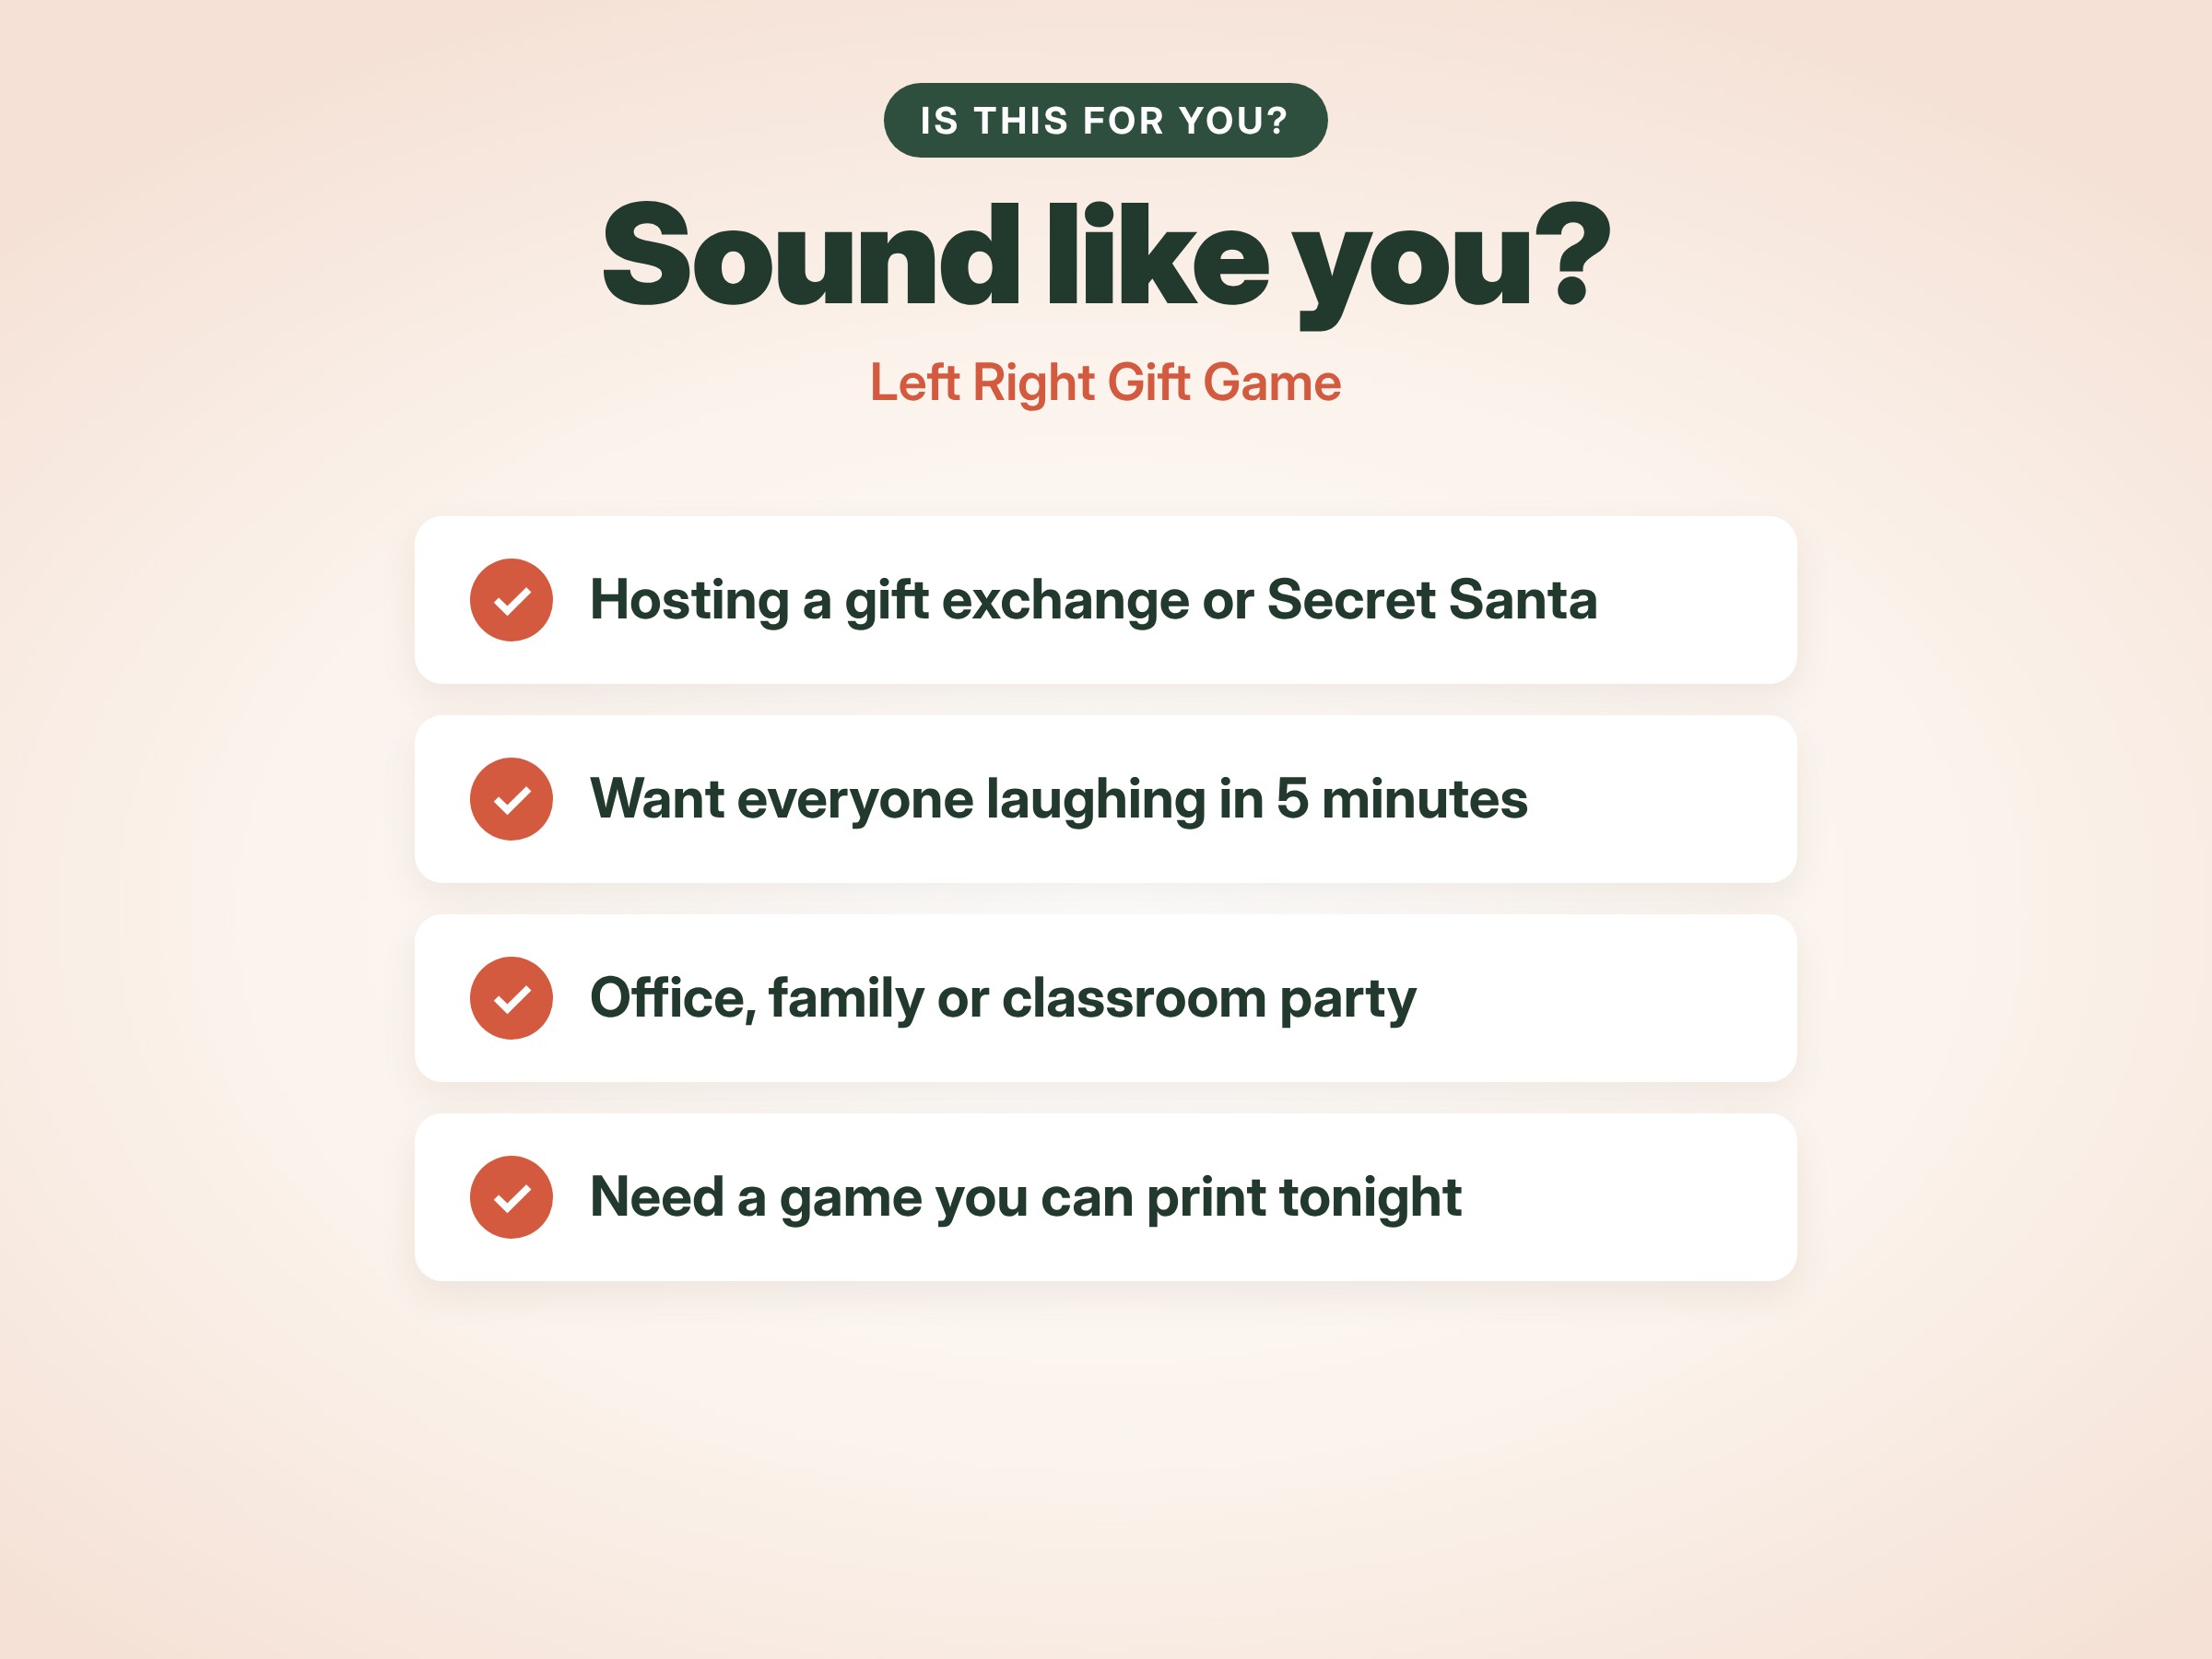 IS THIS FOR YOU?
Sound like you?
Left Right Gift Game
Hosting a gift exchange or Secret Santa
Want everyone laughing in 5 minutes
Office, family or classroom party
Need a game you can print tonight